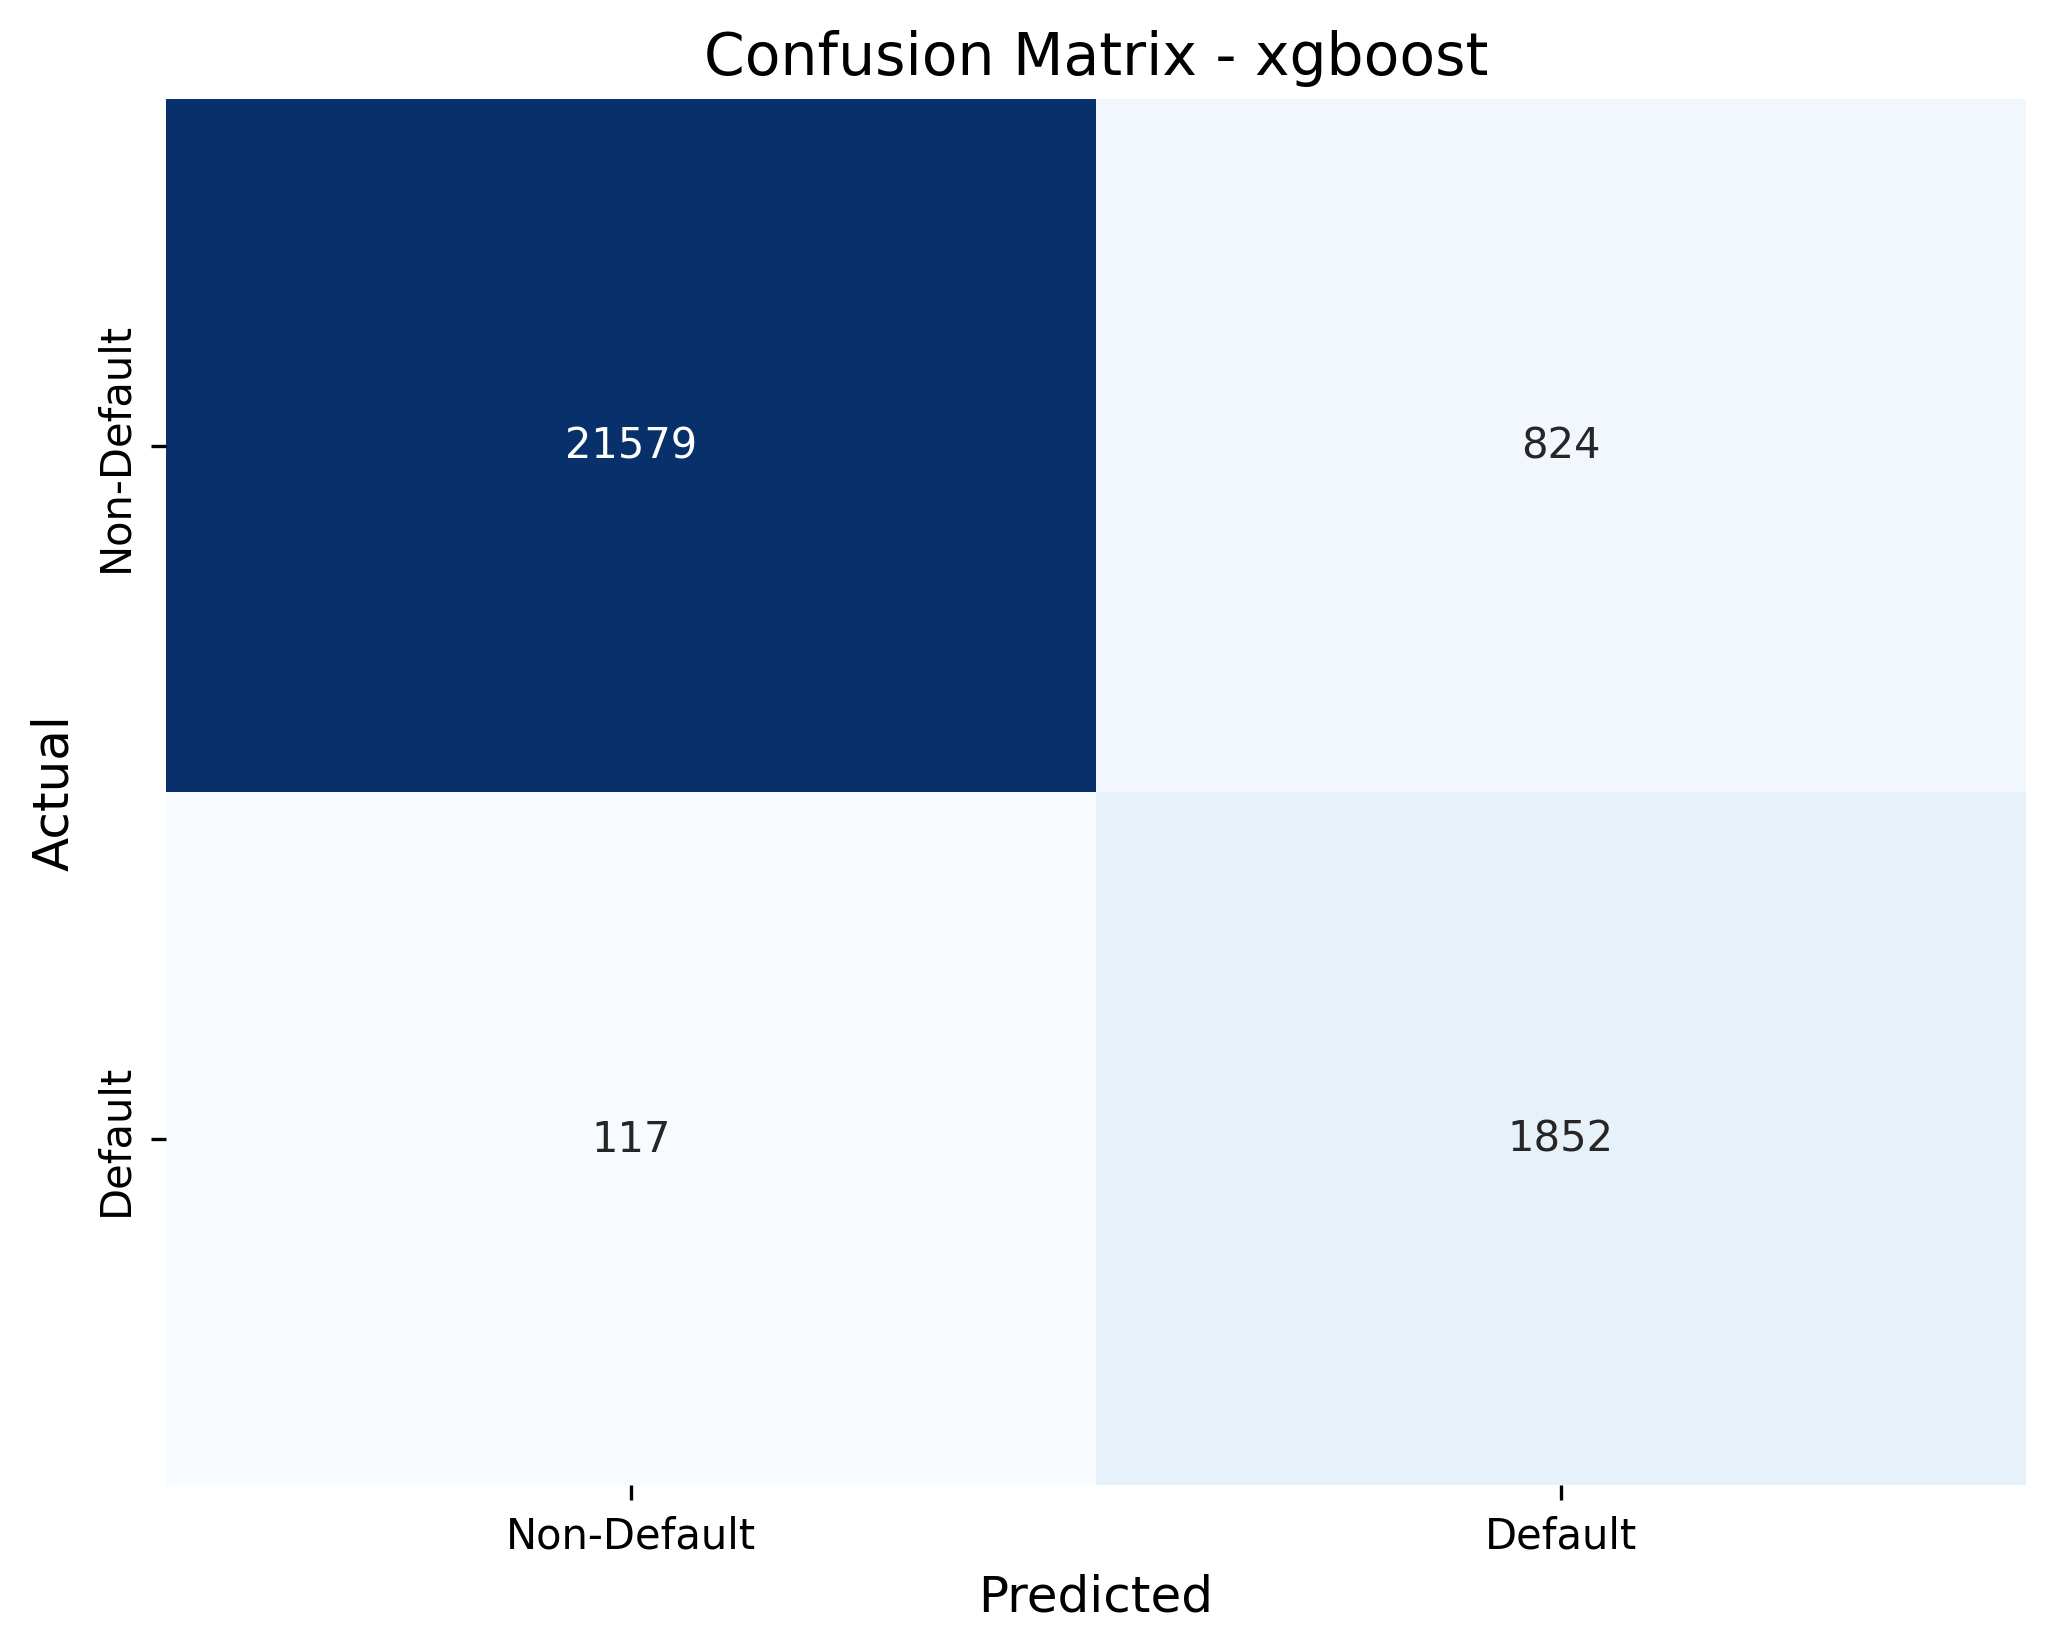 Confusion Matrix - xgboost
Actual
Non-Default
21579
824
Default
117
1852
Non-Default
Default
Predicted